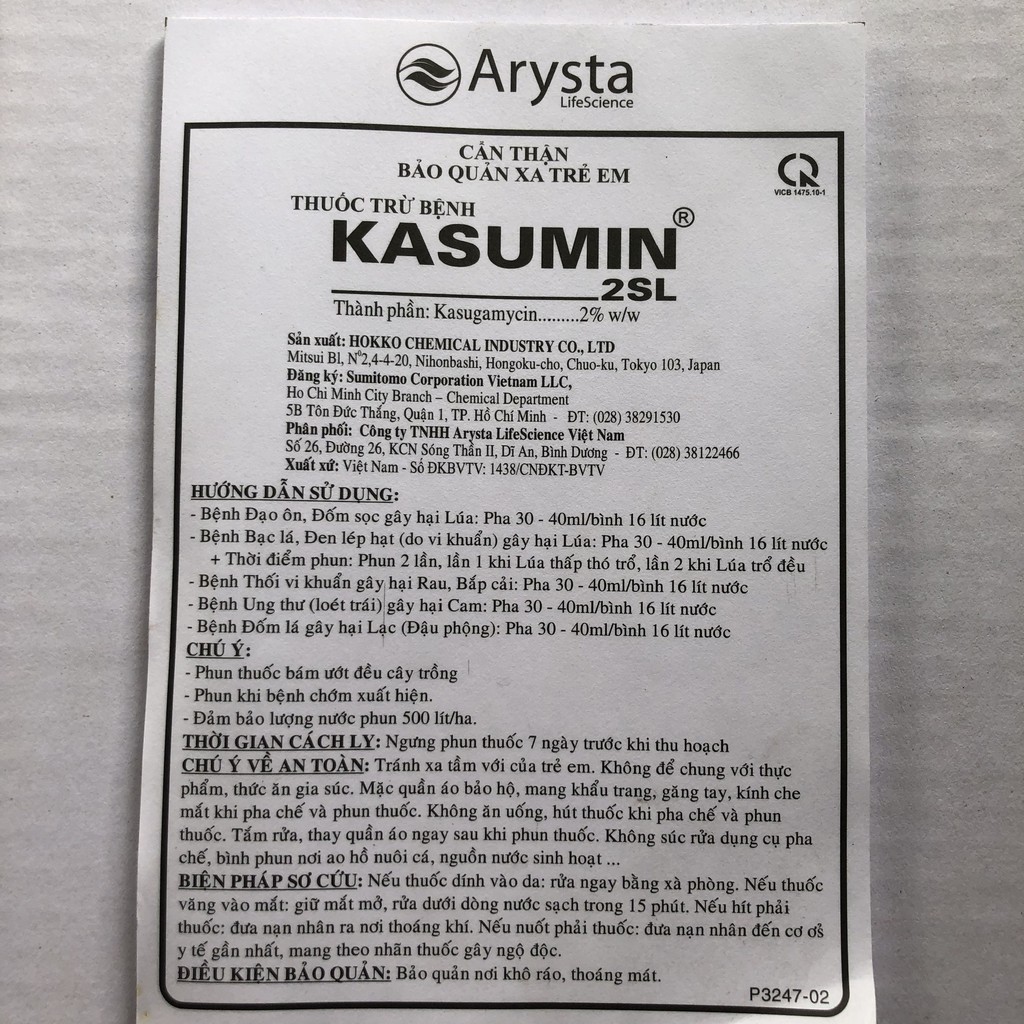 Arysta
LifeScience
CẨN THẬN
BẢO QUẢN XA TRẺ EM
VICB 1475.10-1
THUỐC TRỪ BỆNH
KASUMIN®
2SL
Thành phần: Kasugamycin.........2% w/w
Sản xuất: HOKKO CHEMICAL INDUSTRY CO., LTD
Mitsui Bl, Nº2,4-4-20, Nihonbashi, Hongoku-cho, Chuo-ku, Tokyo 103, Japan
Đăng ký: Sumitomo Corporation Vietnam LLC,
Ho Chi Minh City Branch – Chemical Department
5B Tôn Đức Thắng, Quận 1, TP. Hồ Chí Minh - ĐT: (028) 38291530
Phân phối: Công ty TNHH Arysta LifeScience Việt Nam
Số 26, Đường 26, KCN Sóng Thần II, Dĩ An, Bình Dương - ĐT: (028) 38122466
Xuất xứ: Việt Nam - Số ĐKBVTV: 1438/CNĐKT-BVTV
HƯỚNG DẪN SỬ DỤNG:
- Bệnh Đạo ôn, Đốm sọc gây hại Lúa: Pha 30 - 40ml/bình 16 lít nước
- Bệnh Bạc lá, Đen lép hạt (do vi khuẩn) gây hại Lúa: Pha 30 - 40ml/bình 16 lít nước
+ Thời điểm phun: Phun 2 lần, lần 1 khi Lúa thấp thó trổ, lần 2 khi Lúa trổ đều
- Bệnh Thối vi khuẩn gây hại Rau, Bắp cải: Pha 30 - 40ml/bình 16 lít nước
- Bệnh Ung thư (loét trái) gây hại Cam: Pha 30 - 40ml/bình 16 lít nước
- Bệnh Đốm lá gây hại Lạc (Đậu phộng): Pha 30 - 40ml/bình 16 lít nước
CHÚ Ý:
- Phun thuốc bám ướt đều cây trồng
- Phun khi bệnh chớm xuất hiện.
- Đảm bảo lượng nước phun 500 lít/ha.
THỜI GIAN CÁCH LY: Ngưng phun thuốc 7 ngày trước khi thu hoạch
CHÚ Ý VỀ AN TOÀN: Tránh xa tầm với của trẻ em. Không để chung với thực
phẩm, thức ăn gia súc. Mặc quần áo bảo hộ, mang khẩu trang, găng tay, kính che
mắt khi pha chế và phun thuốc. Không ăn uống, hút thuốc khi pha chế và phun
thuốc. Tắm rửa, thay quần áo ngay sau khi phun thuốc. Không súc rửa dụng cụ pha
chế, bình phun nơi ao hồ nuôi cá, nguồn nước sinh hoạt ...
BIỆN PHÁP SƠ CỨU: Nếu thuốc dính vào da: rửa ngay bằng xà phòng. Nếu thuốc
văng vào mắt: giữ mắt mở, rửa dưới dòng nước sạch trong 15 phút. Nếu hít phải
thuốc: đưa nạn nhân ra nơi thoáng khí. Nếu nuốt phải thuốc: đưa nạn nhân đến cơ ơsở
y tế gần nhất, mang theo nhãn thuốc gây ngộ độc.
ĐIỀU KIỆN BẢO QUẢN: Bảo quản nơi khô ráo, thoáng mát.
P3247-02